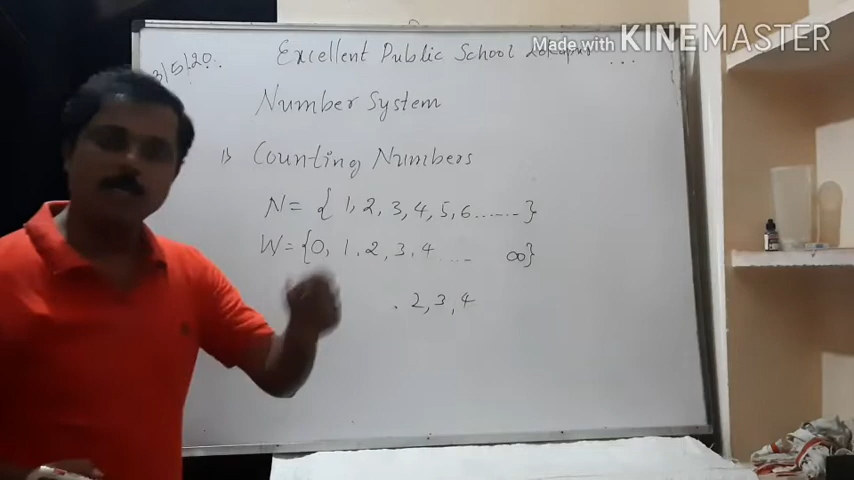 3|5|20.
Excellent Public School Lokapur ...
Made with KINEMASTER
Number System
1) Counting Numbers
N = { 1, 2, 3, 4, 5, 6 ....... }
W = {0, 1, 2, 3, 4 .... ∞}
. 2, 3, 4